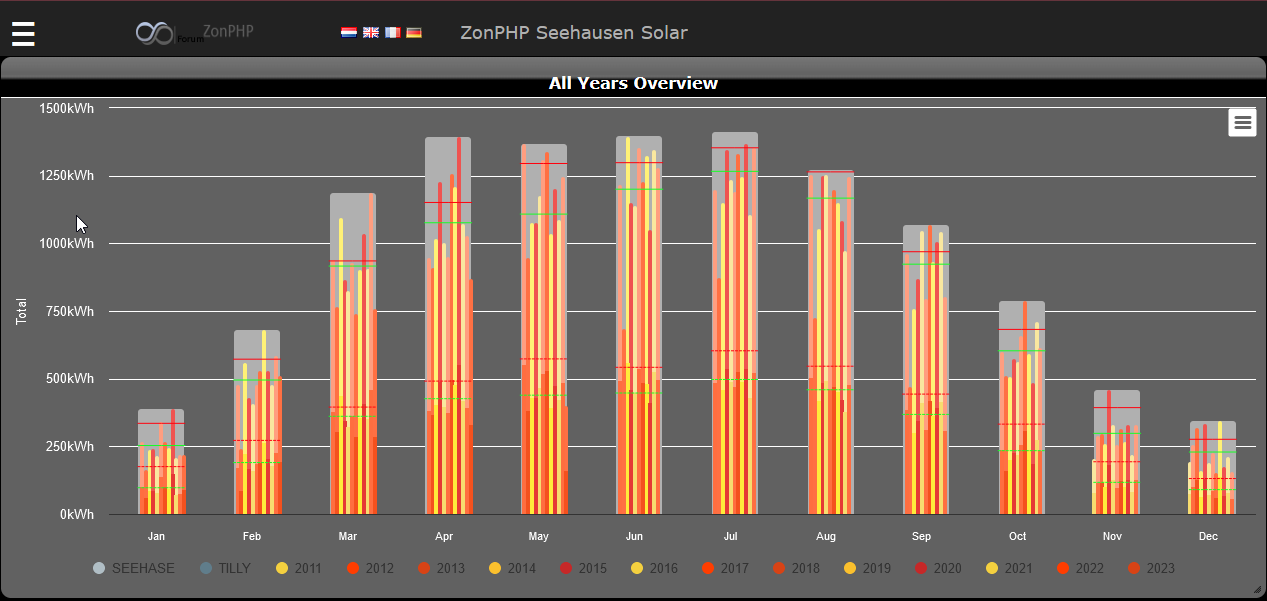 Forum ZonPHP
ZonPHP Seehausen Solar
All Years Overview
Total
1500kWh
1250kWh
1000kWh
750kWh
500kWh
250kWh
0kWh
Jan Feb Mar Apr May Jun Jul Aug Sep Oct Nov Dec
SEEHASE TILLY 2011 2012 2013 2014 2015 2016 2017 2018 2019 2020 2021 2022 2023